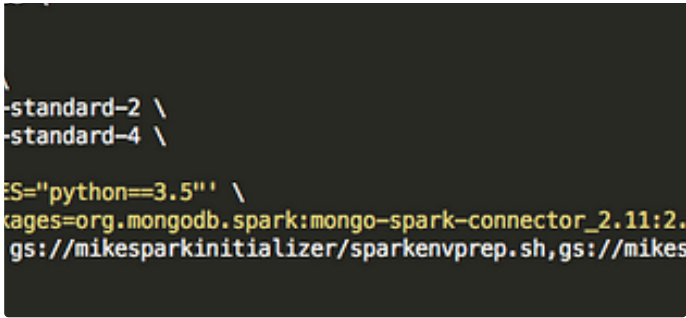 \
-standard-2 \
-standard-4 \
ES="python==3.5"' \
kages=org.mongodb.spark:mongo-spark-connector_2.11:2.
gs://mikesparkinitializer/sparkenvprep.sh,gs://mikes